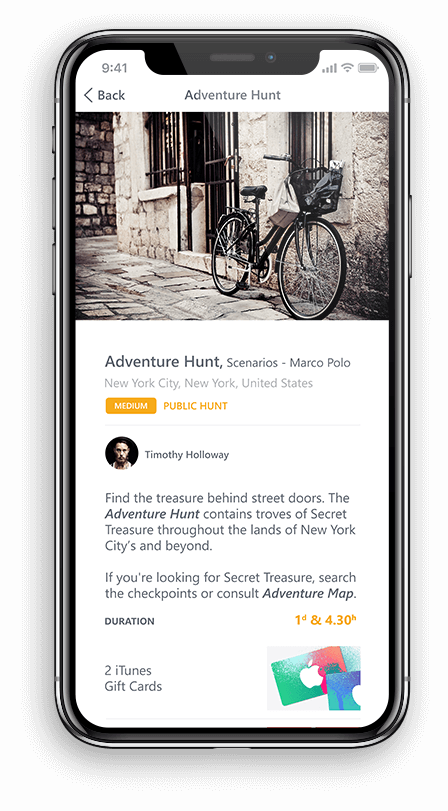 9:41
Back Adventure Hunt
Adventure Hunt, Scenarios - Marco Polo
New York City, New York, United States
MEDIUM PUBLIC HUNT
Timothy Holloway
Find the treasure behind street doors. The
Adventure Hunt contains troves of Secret
Treasure throughout the lands of New York
City's and beyond.
If you're looking for Secret Treasure, search
the checkpoints or consult Adventure Map.
DURATION 1d & 4.30h
2 iTunes
Gift Cards